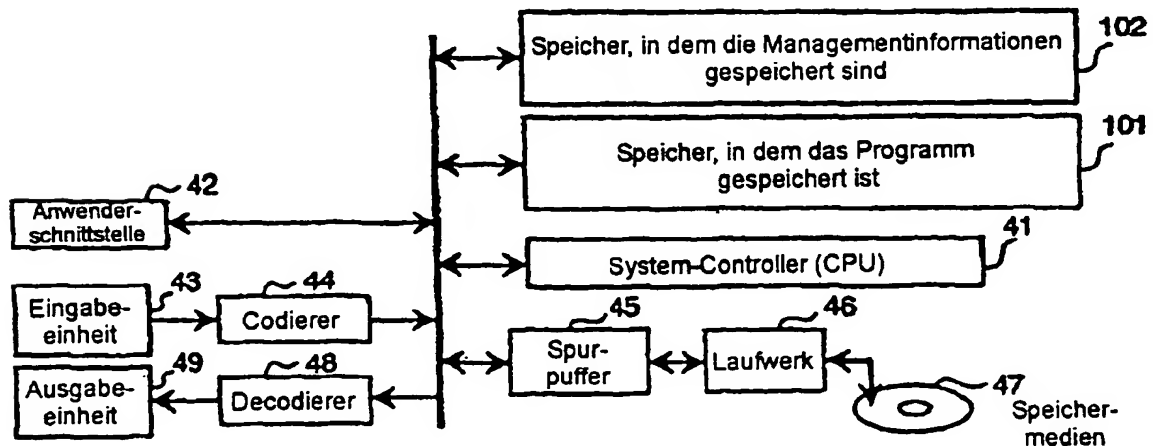 Speicher, in dem die Managementinformationen
gespeichert sind
102
Speicher, in dem das Programm
gespeichert ist
101
42
Anwender-
schnittstelle
System-Controller (CPU)
41
43
Eingabe-
einheit
44
Codierer
45
Spur-
puffer
46
Laufwerk
49
Ausgabe-
einheit
48
Decodierer
47
Speicher-
medien